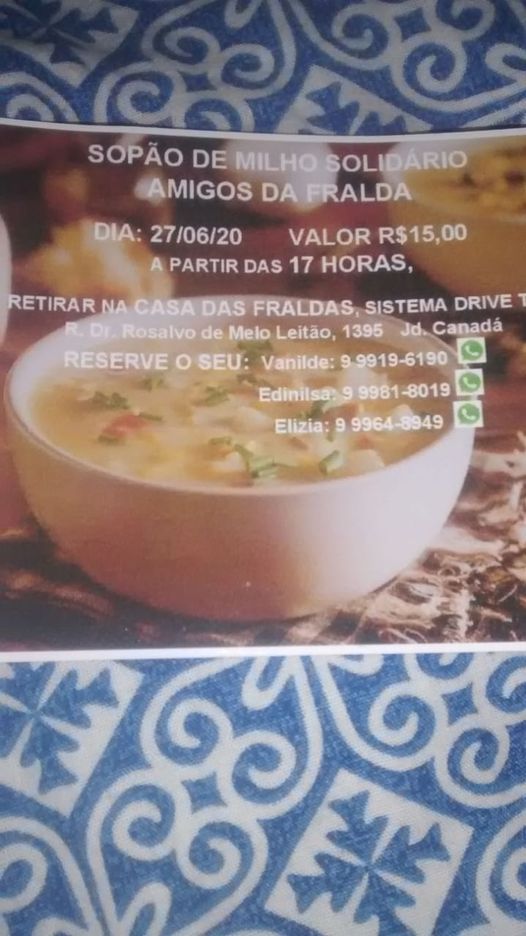 SOPÃO DE MILHO SOLIDÁRIO
AMIGOS DA FRALDA
DIA: 27/06/20 VALOR R$15,00
A PARTIR DAS 17 HORAS,
RETIRAR NA CASA DAS FRALDAS, SISTEMA DRIVE T
R. Dr. Rosalvo de Melo Leitão, 1395 Jd. Canadá
RESERVE O SEU: Vanilde: 9 9919-6190
Edinilsa: 9 9981-8019
Elizia: 9 9964-8949